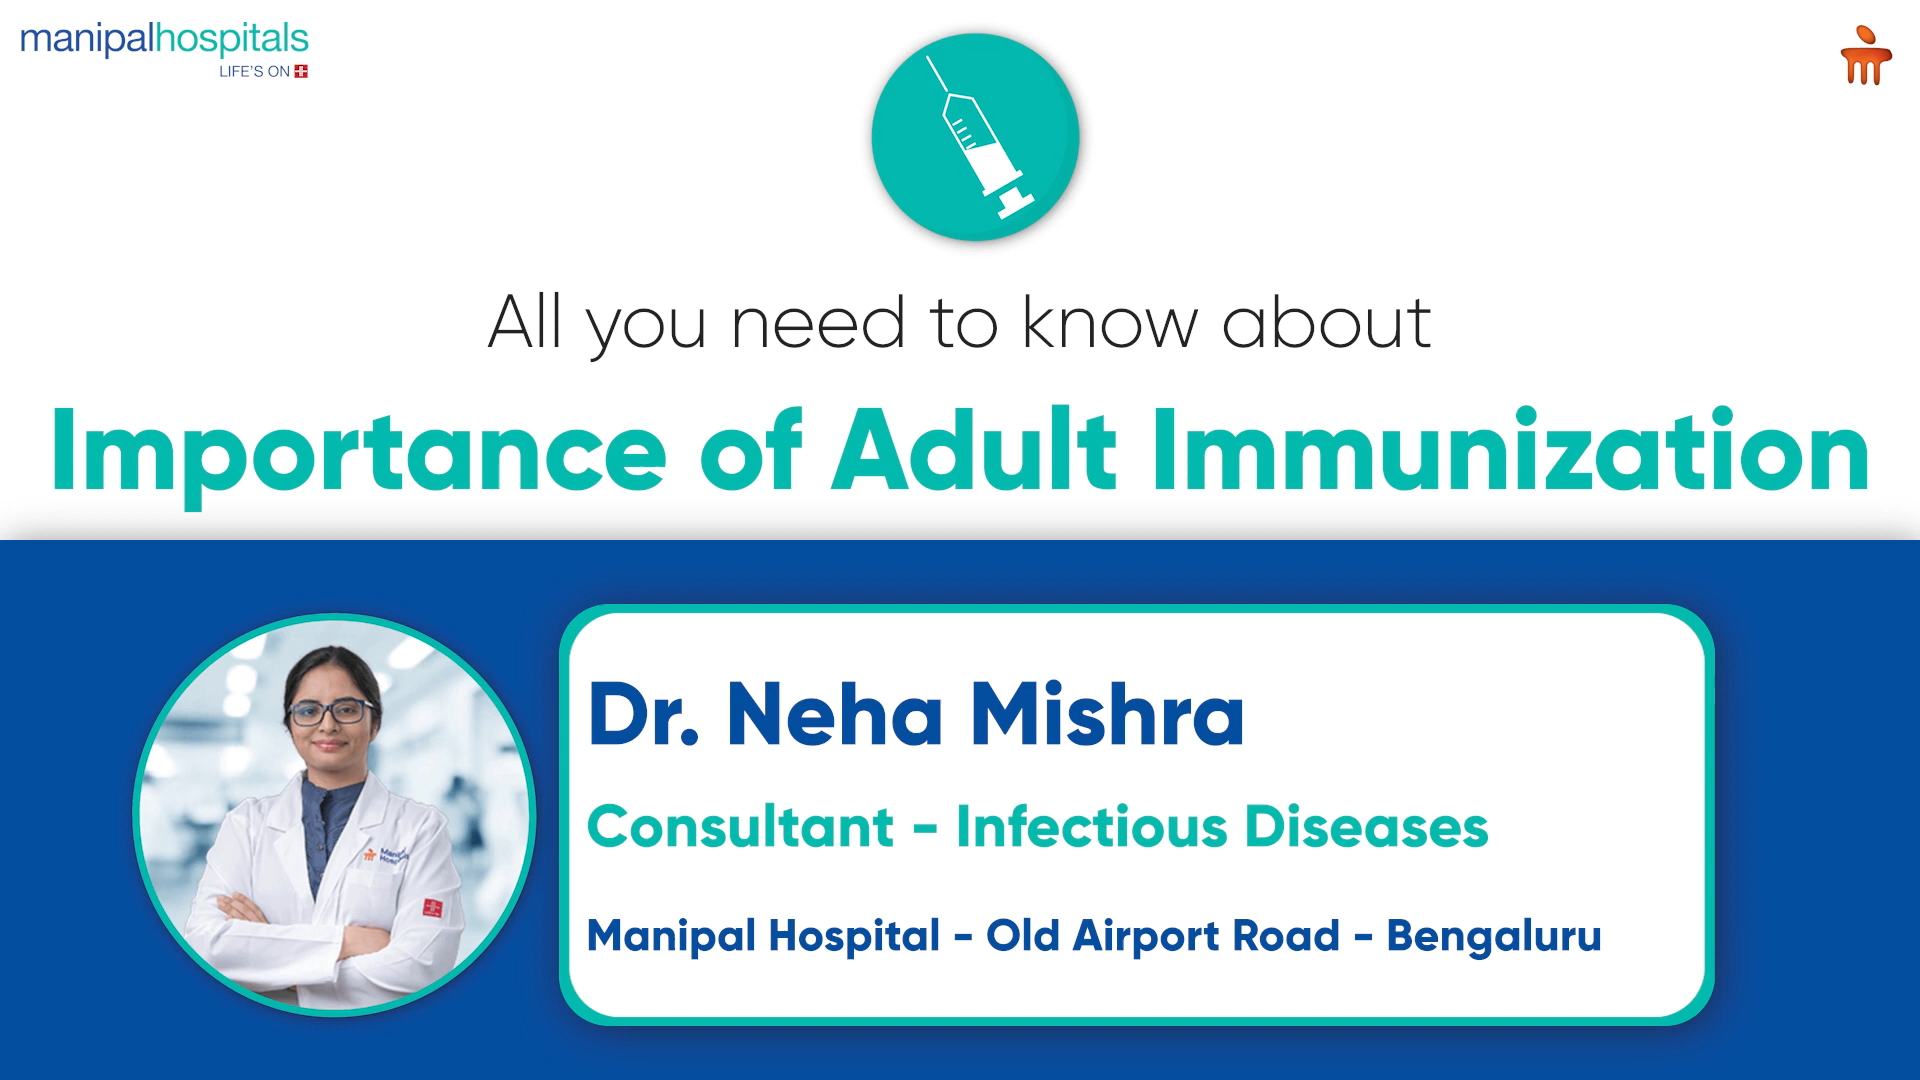 manipalhospitals
LIFE'S ON
All you need to know about
Importance of Adult Immunization
Dr. Neha Mishra
Consultant - Infectious Diseases
Manipal Hospital - Old Airport Road - Bengaluru